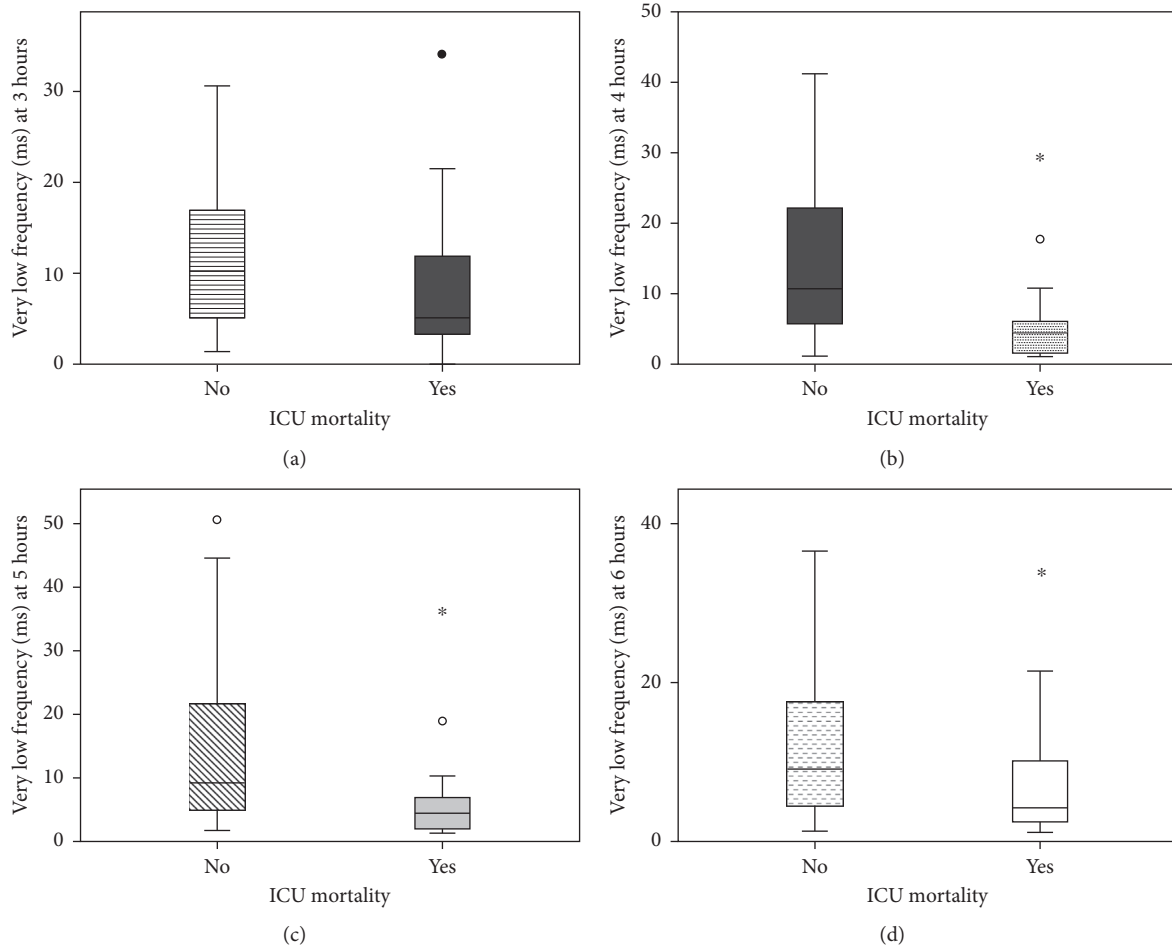 Very low frequency (ms) at 3 hours
30
20
10
0
No
Yes
ICU mortality
(a)
Very low frequency (ms) at 4 hours
50
40
30
20
10
0
No
Yes
ICU mortality
(b)
Very low frequency (ms) at 5 hours
50
40
30
20
10
0
No
Yes
ICU mortality
(c)
Very low frequency (ms) at 6 hours
40
20
0
No
Yes
ICU mortality
(d)